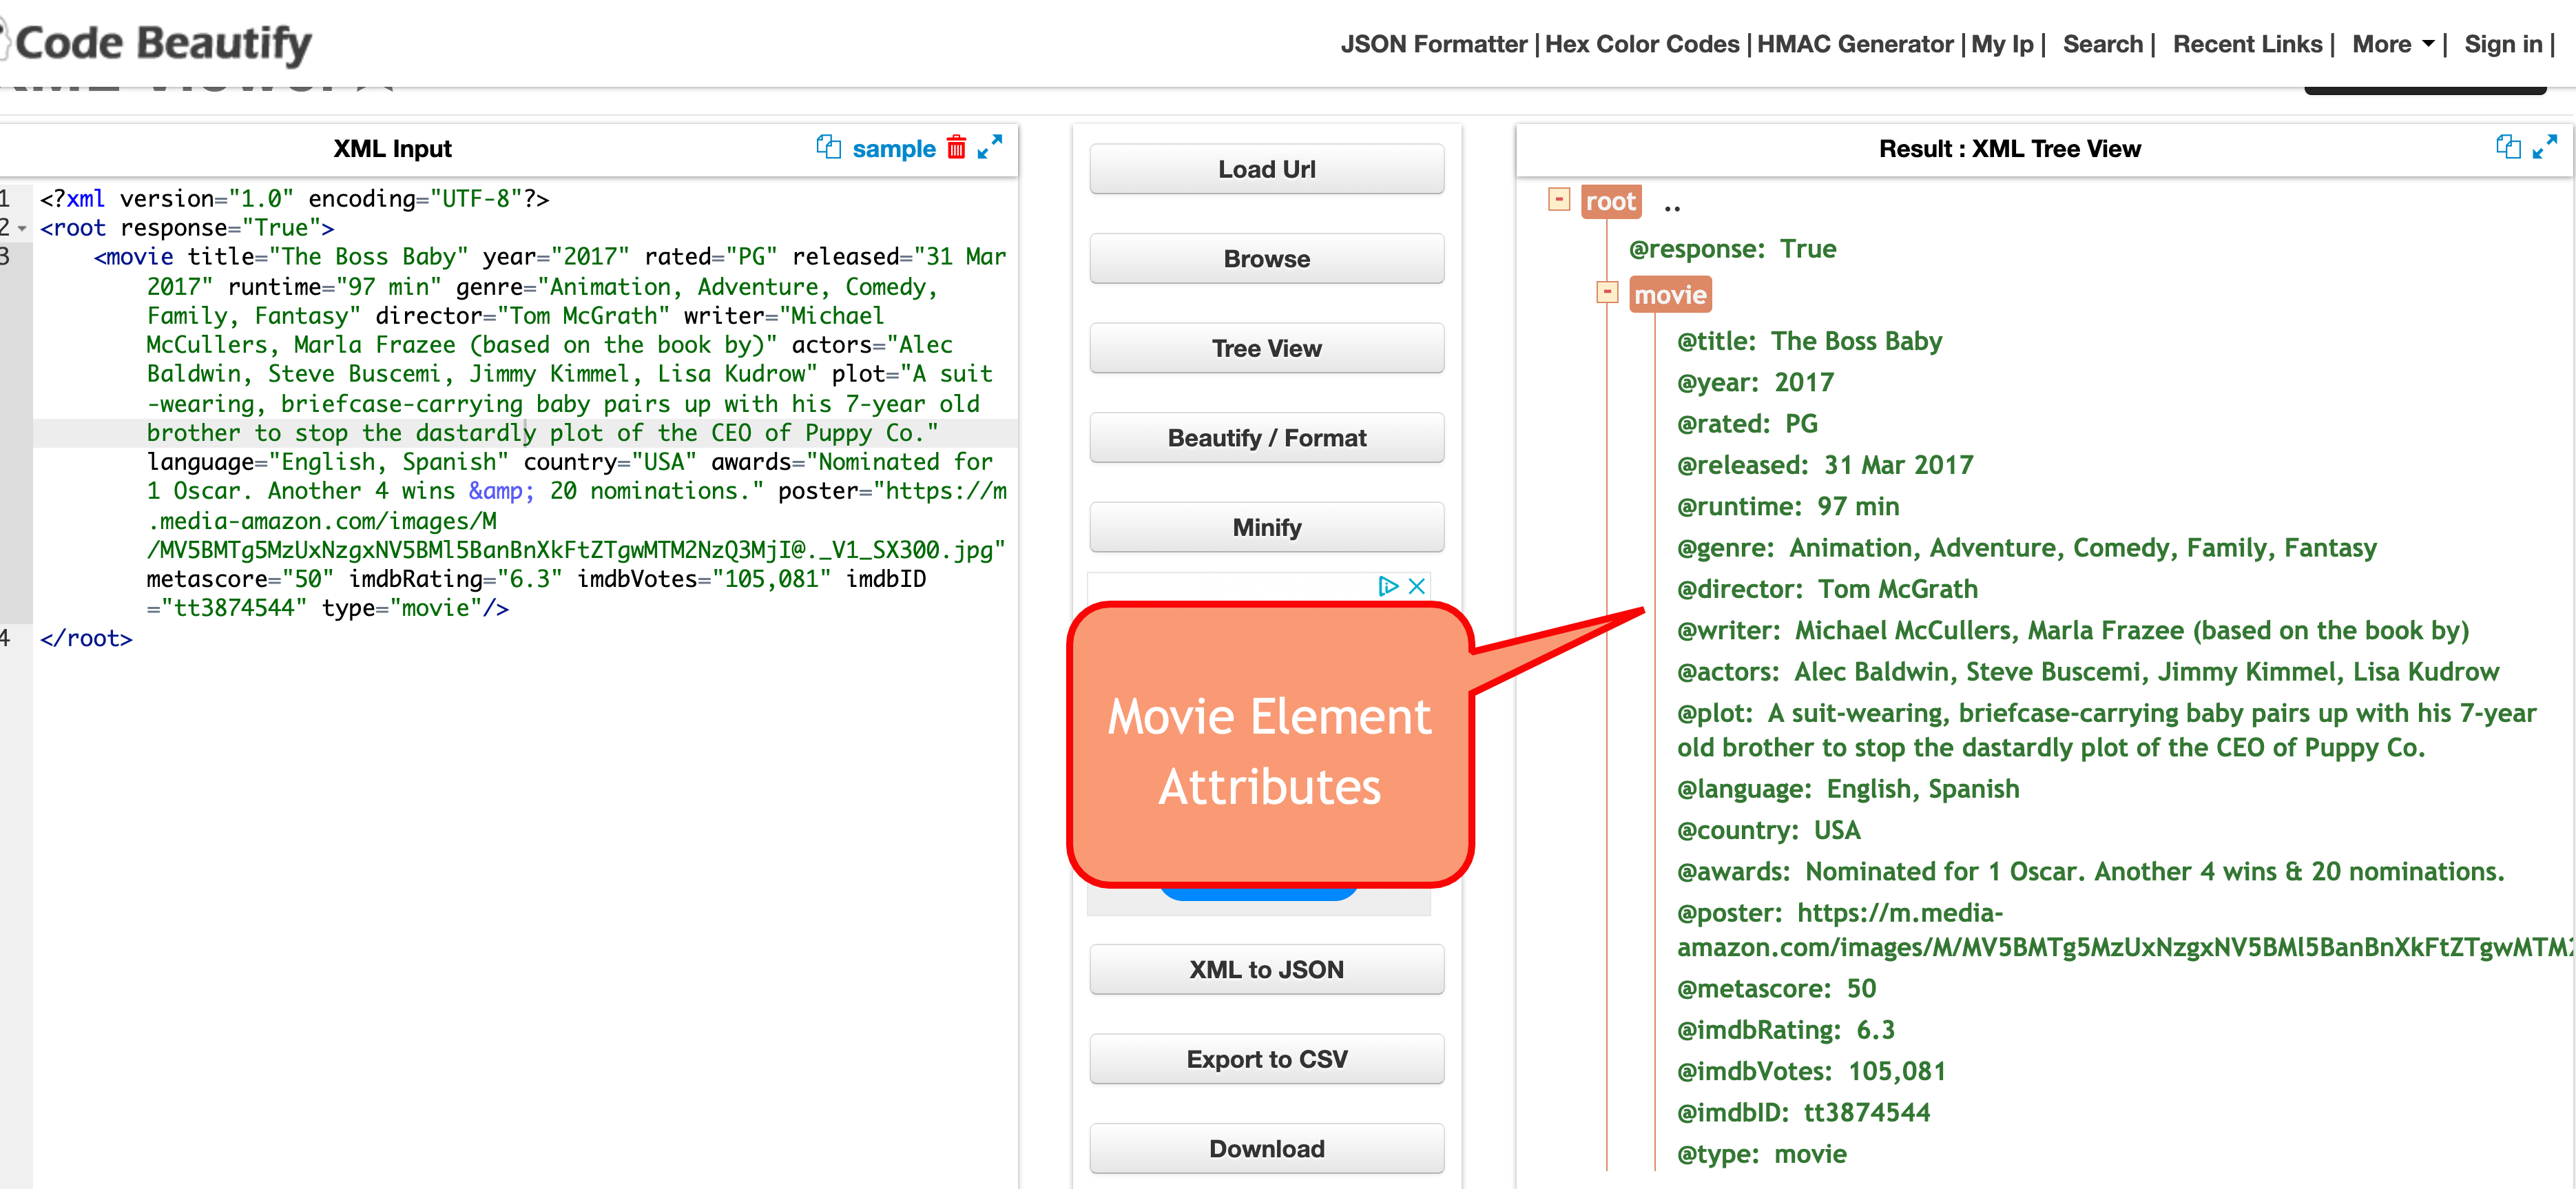 Code Beautify
JSON Formatter | Hex Color Codes | HMAC Generator | My Ip | Search | Recent Links | More | Sign in |
XML Viewer
XML Input
sample
1 <?xml version="1.0" encoding="UTF-8"?>
2 <root response="True">
3 <movie title="The Boss Baby" year="2017" rated="PG" released="31 Mar
2017" runtime="97 min" genre="Animation, Adventure, Comedy,
Family, Fantasy" director="Tom McGrath" writer="Michael
McCullers, Marla Frazee (based on the book by)" actors="Alec
Baldwin, Steve Buscemi, Jimmy Kimmel, Lisa Kudrow" plot="A suit
-wearing, briefcase-carrying baby pairs up with his 7-year old
brother to stop the dastardly plot of the CEO of Puppy Co."
language="English, Spanish" country="USA" awards="Nominated for
1 Oscar. Another 4 wins &amp; 20 nominations." poster="https://m
.media-amazon.com/images/M
/MV5BMTg5MzUxNzgxNV5BMl5BanBnXkFtZTgwMTM2NzQ3MjI@._V1_SX300.jpg"
metascore="50" imdbRating="6.3" imdbVotes="105,081" imdbID
="tt3874544" type="movie"/>
4 </root>
Load Url
Browse
Tree View
Beautify / Format
Minify
Movie Element
Attributes
XML to JSON
Export to CSV
Download
Result : XML Tree View
- root ..
@response: True
- movie
@title: The Boss Baby
@year: 2017
@rated: PG
@released: 31 Mar 2017
@runtime: 97 min
@genre: Animation, Adventure, Comedy, Family, Fantasy
@director: Tom McGrath
@writer: Michael McCullers, Marla Frazee (based on the book by)
@actors: Alec Baldwin, Steve Buscemi, Jimmy Kimmel, Lisa Kudrow
@plot: A suit-wearing, briefcase-carrying baby pairs up with his 7-year
old brother to stop the dastardly plot of the CEO of Puppy Co.
@language: English, Spanish
@country: USA
@awards: Nominated for 1 Oscar. Another 4 wins & 20 nominations.
@poster: https://m.media-
amazon.com/images/M/MV5BMTg5MzUxNzgxNV5BMl5BanBnXkFtZTgwMTM2
@metascore: 50
@imdbRating: 6.3
@imdbVotes: 105,081
@imdbID: tt3874544
@type: movie